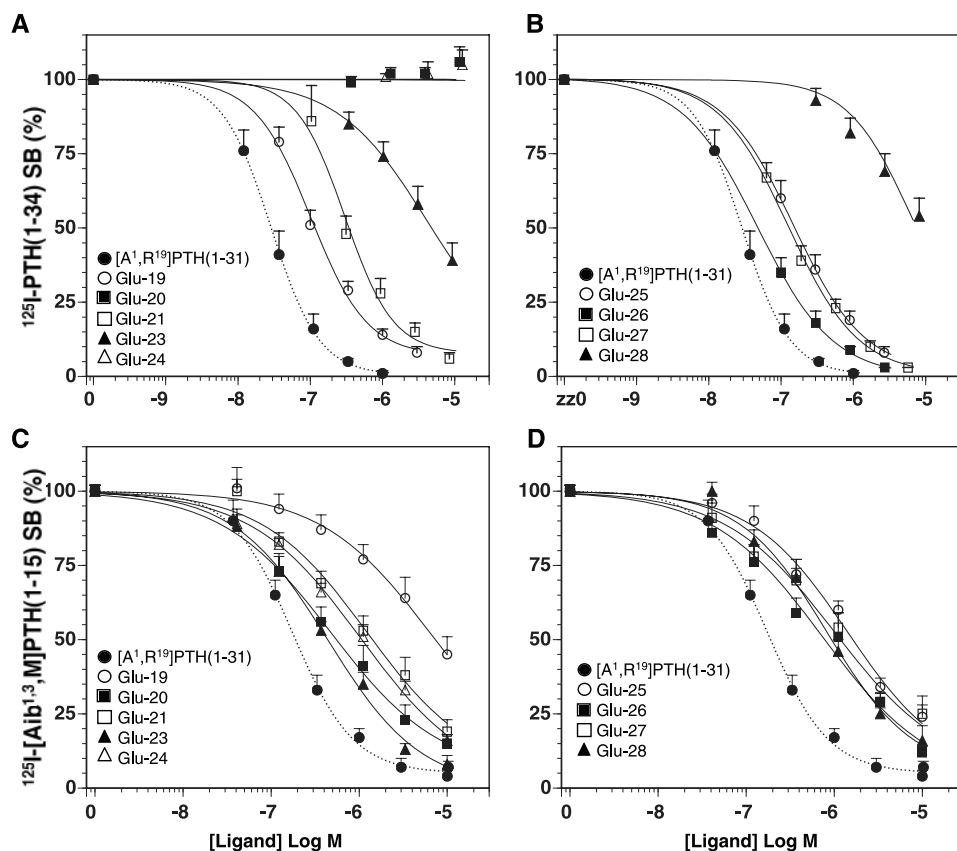 A
¹²⁵I-PTH(1-34) SB (%)
100
75
50
25
0
[A¹,R¹⁹]PTH(1-31)
Glu-19
Glu-20
Glu-21
Glu-23
Glu-24
0 -8 -7 -6 -5
B
100
75
50
25
0
[A¹,R¹⁹]PTH(1-31)
Glu-25
Glu-26
Glu-27
Glu-28
zz0 -9 -8 -7 -6 -5
C
¹²⁵I-[Aib¹,³,M]PTH(1-15) SB (%)
100
75
50
25
0
[A¹,R¹⁹]PTH(1-31)
Glu-19
Glu-20
Glu-21
Glu-23
Glu-24
0 -8 -7 -6 -5
[Ligand] Log M
D
100
75
50
25
0
[A¹,R¹⁹]PTH(1-31)
Glu-25
Glu-26
Glu-27
Glu-28
0 -8 -7 -6 -5
[Ligand] Log M